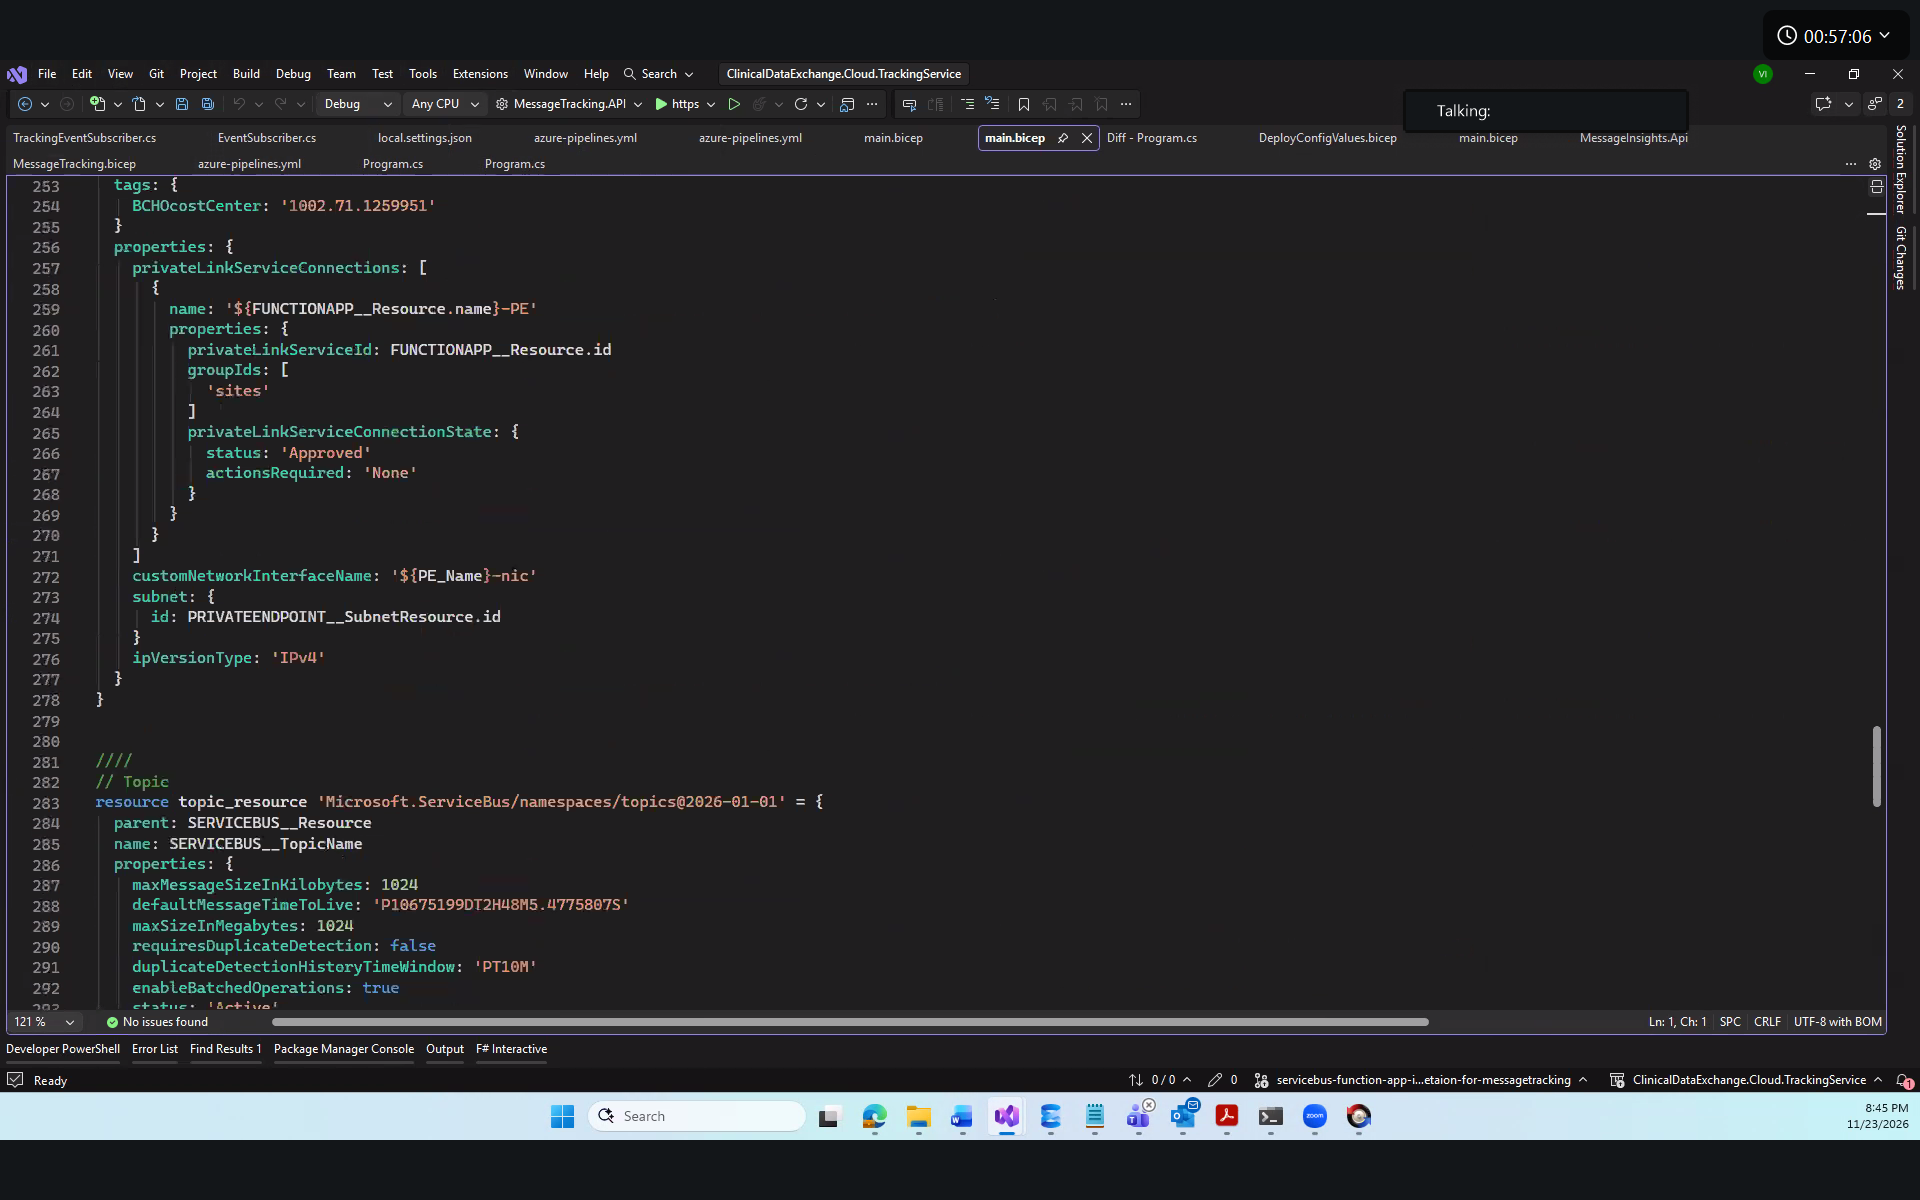 00:57:06
File Edit View Git Project Build Debug Team Test Tools Extensions Window Help Search ClinicalDataExchange.Cloud.TrackingService VI
Debug Any CPU MessageTracking.API https 2
Talking:
TrackingEventSubscriber.cs EventSubscriber.cs local.settings.json azure-pipelines.yml azure-pipelines.yml main.bicep main.bicep Diff - Program.cs DeployConfigValues.bicep main.bicep MessageInsights.Api
MessageTracking.bicep azure-pipelines.yml Program.cs Program.cs
Solution Explorer
Git Changes
253 tags: {
254 BCHOcostCenter: '1002.71.1259951'
255 }
256 properties: {
257 privateLinkServiceConnections: [
258 {
259 name: '${FUNCTIONAPP__Resource.name}-PE'
260 properties: {
261 privateLinkServiceId: FUNCTIONAPP__Resource.id
262 groupIds: [
263 'sites'
264 ]
265 privateLinkServiceConnectionState: {
266 status: 'Approved'
267 actionsRequired: 'None'
268 }
269 }
270 }
271 ]
272 customNetworkInterfaceName: '${PE_Name}-nic'
273 subnet: {
274 id: PRIVATEENDPOINT__SubnetResource.id
275 }
276 ipVersionType: 'IPv4'
277 }
278 }
279
280
281 ////
282 // Topic
283 resource topic_resource 'Microsoft.ServiceBus/namespaces/topics@2026-01-01' = {
284 parent: SERVICEBUS__Resource
285 name: SERVICEBUS__TopicName
286 properties: {
287 maxMessageSizeInKilobytes: 1024
288 defaultMessageTimeToLive: 'P10675199DT2H48M5.4775807S'
289 maxSizeInMegabytes: 1024
290 requiresDuplicateDetection: false
291 duplicateDetectionHistoryTimeWindow: 'PT10M'
292 enableBatchedOperations: true
293 status: 'Active'
121 % No issues found Ln: 1, Ch: 1 SPC CRLF UTF-8 with BOM
Developer PowerShell Error List Find Results 1 Package Manager Console Output F# Interactive
Ready 0 / 0 0 servicebus-function-app-i...etaion-for-messagetracking ClinicalDataExchange.Cloud.TrackingService 1
Search zoom 8:45 PM
11/23/2026